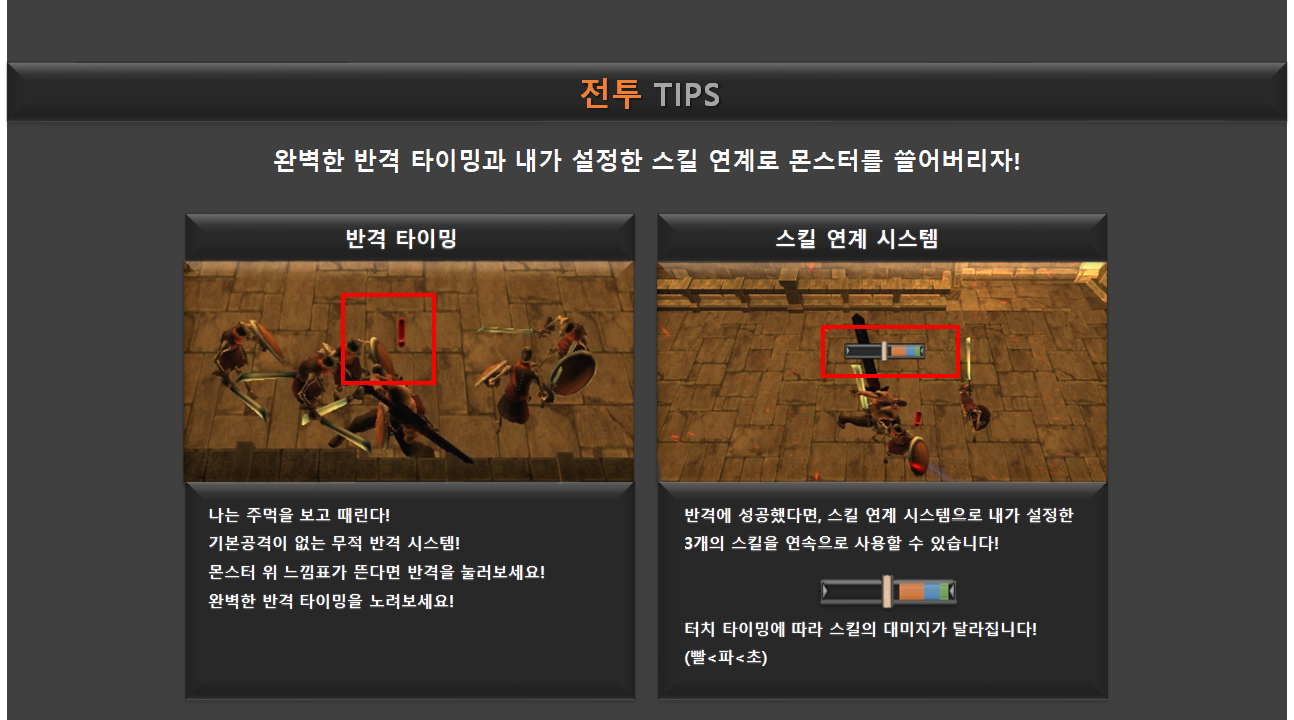 전투 TIPS
완벽한 반격 타이밍과 내가 설정한 스킬 연계로 몬스터를 쓸어버리자!
반격 타이밍
나는 주먹을 보고 때린다!
기본공격이 없는 무적 반격 시스템!
몬스터 위 느낌표가 뜬다면 반격을 눌러보세요!
완벽한 반격 타이밍을 노려보세요!
스킬 연계 시스템
반격에 성공했다면, 스킬 연계 시스템으로 내가 설정한
3개의 스킬을 연속으로 사용할 수 있습니다!
터치 타이밍에 따라 스킬의 대미지가 달라집니다!
(빨<파<초)